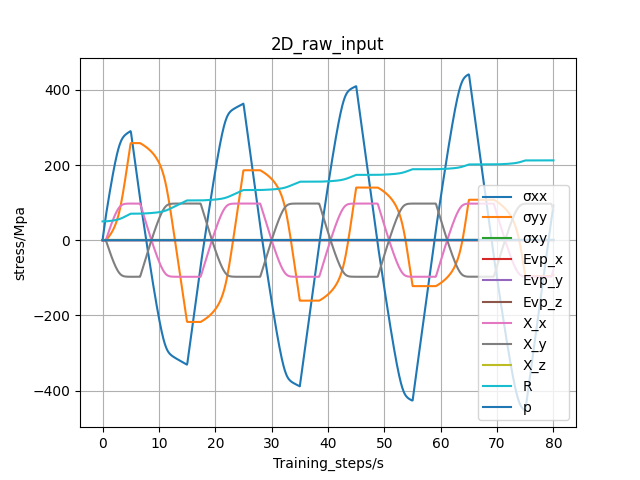 2D_raw_input
stress/Mpa
400
200
0
−200
−400
0
10
20
30
40
50
60
70
80
Training_steps/s
σxx
σyy
σxy
Evp_x
Evp_y
Evp_z
X_x
X_y
X_z
R
p